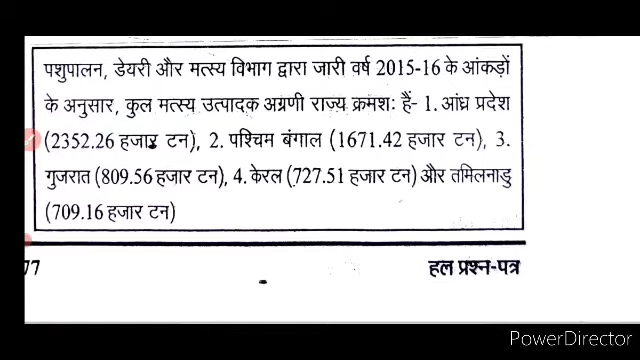 पशुपालन, डेयरी और मत्स्य विभाग द्वारा जारी वर्ष 2015-16 के आंकड़ों
के अनुसार, कुल मत्स्य उत्पादक अग्रणी राज्य क्रमशः हैं- 1. आंध्र प्रदेश
(2352.26 हजार टन), 2. पश्चिम बंगाल (1671.42 हजार टन), 3.
गुजरात (809.56 हजार टन), 4. केरल (727.51 हजार टन) और तमिलनाडु
(709.16 हजार टन)
77 हल प्रश्न-पत्र
PowerDirector